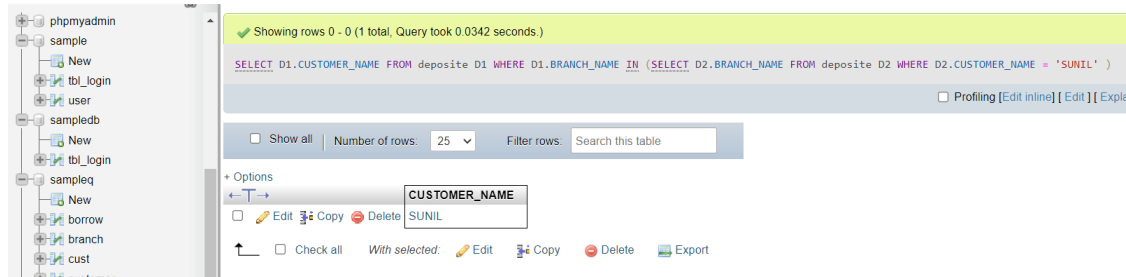 phpmyadmin
sample
New
tbl_login
user
sampledb
New
tbl_login
sampleq
New
borrow
branch
cust
Showing rows 0 - 0 (1 total, Query took 0.0342 seconds.)
SELECT D1.CUSTOMER_NAME FROM deposite D1 WHERE D1.BRANCH_NAME IN (SELECT D2.BRANCH_NAME FROM deposite D2 WHERE D2.CUSTOMER_NAME = 'SUNIL' )
Profiling [Edit inline] [ Edit ] [ Expla
Show all Number of rows: 25 Filter rows: Search this table
+ Options
←T→ CUSTOMER_NAME
Edit Copy Delete SUNIL
Check all With selected: Edit Copy Delete Export